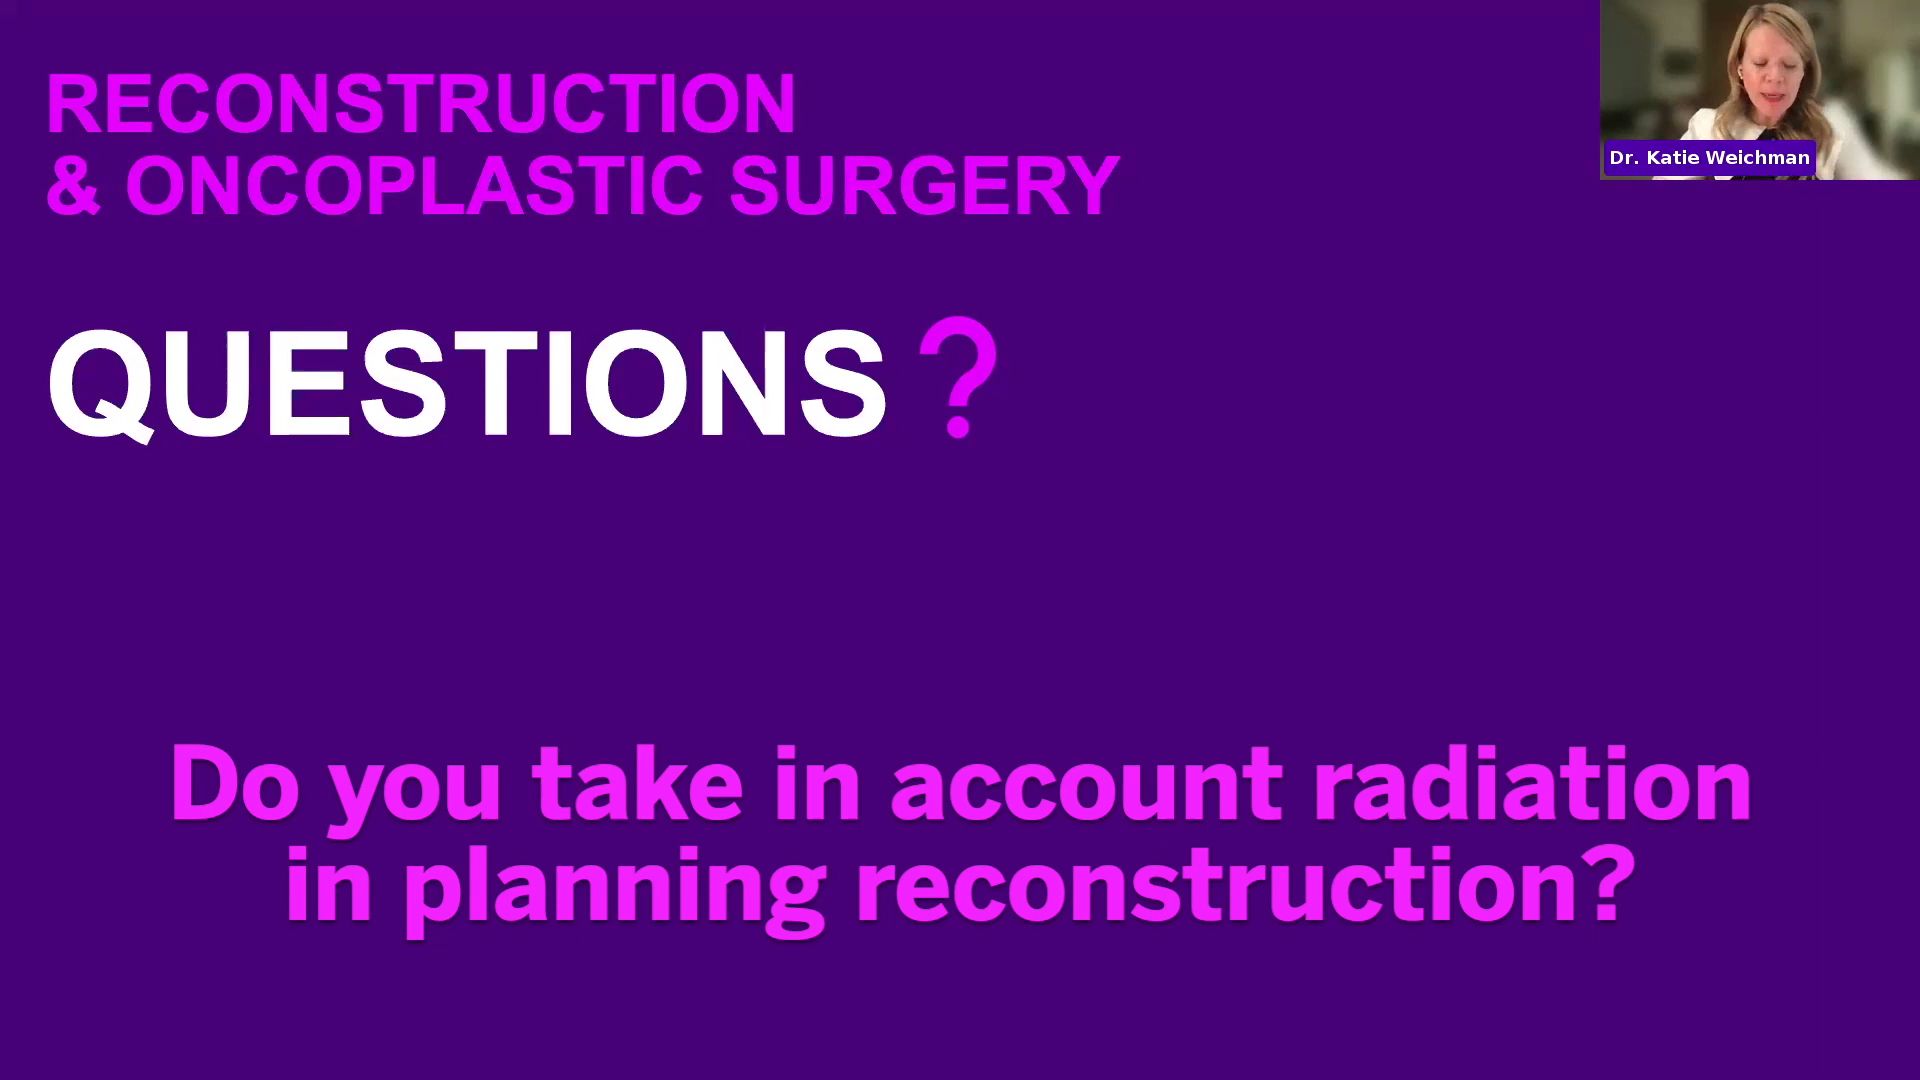 RECONSTRUCTION
& ONCOPLASTIC SURGERY
Dr. Katie Weichman
QUESTIONS?
Do you take in account radiation
in planning reconstruction?